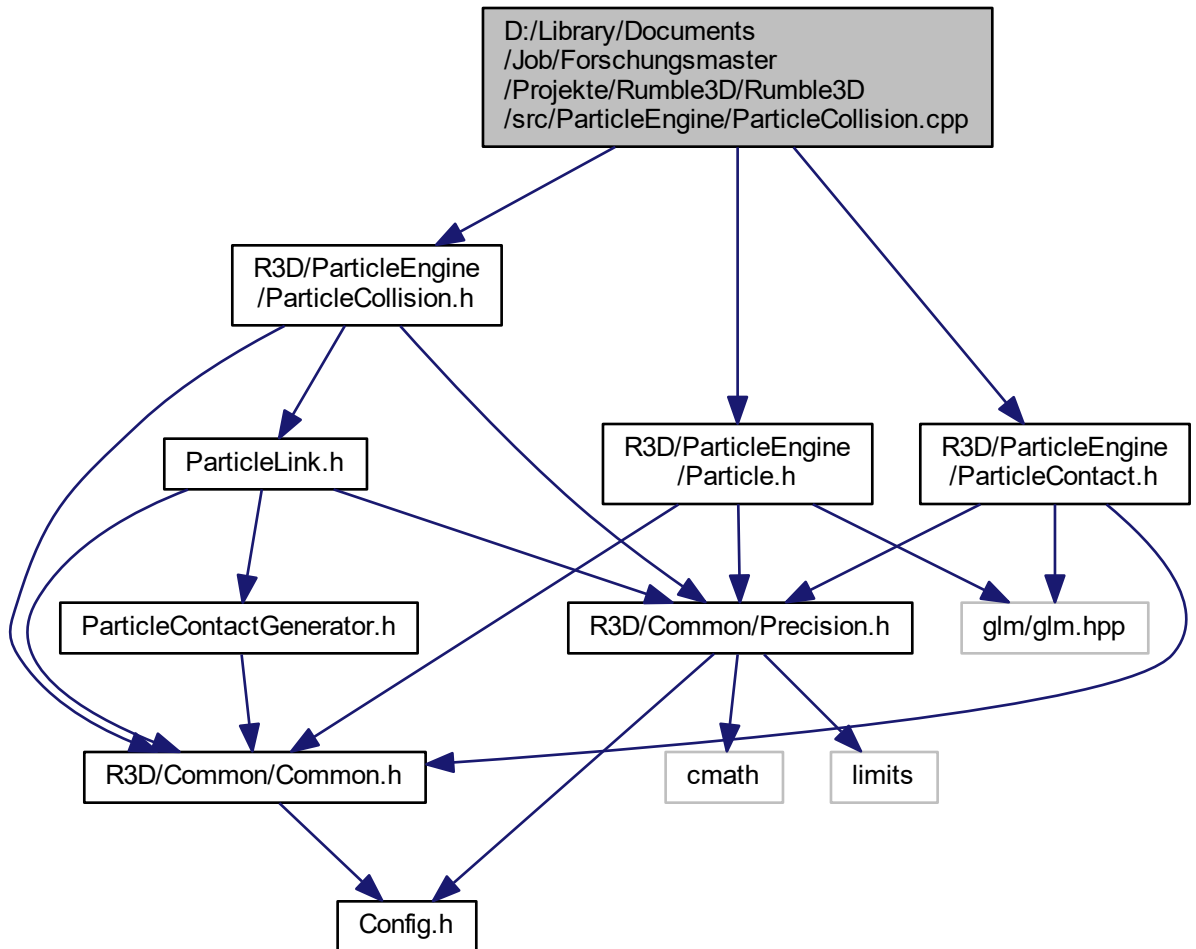 D:/Library/Documents
/Job/Forschungsmaster
/Projekte/Rumble3D/Rumble3D
/src/ParticleEngine/ParticleCollision.cpp
R3D/ParticleEngine
/ParticleCollision.h
ParticleLink.h
R3D/ParticleEngine
/Particle.h
R3D/ParticleEngine
/ParticleContact.h
ParticleContactGenerator.h
R3D/Common/Precision.h
glm/glm.hpp
R3D/Common/Common.h
cmath
limits
Config.h